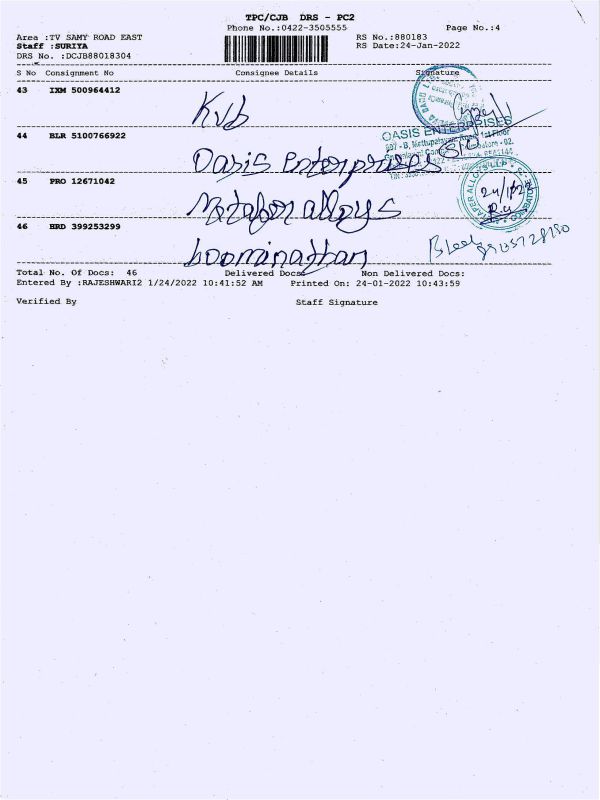 TPC/CJB DRS - PC2
Phone No.:0422-3505555
Page No.:4
Area :TV SAMY ROAD EAST
RS No.:880183
Staff :SURIYA
RS Date:24-Jan-2022
DRS No. :DCJB88018304
S No Consignment No Consignee Details Signature
43 IXM 500964412
Kvb
44 BLR 5100766922
OASIS ENTERPRISES
Oasis Enterprises
45 PRO 12671042
24/1/22
alloys
46 BRD 399253299
boominathan
Total No. Of Docs: 46 Delivered Docs Non Delivered Docs:
Entered By :RAJESHWARI2 1/24/2022 10:41:52 AM Printed On: 24-01-2022 10:43:59
Verified By Staff Signature